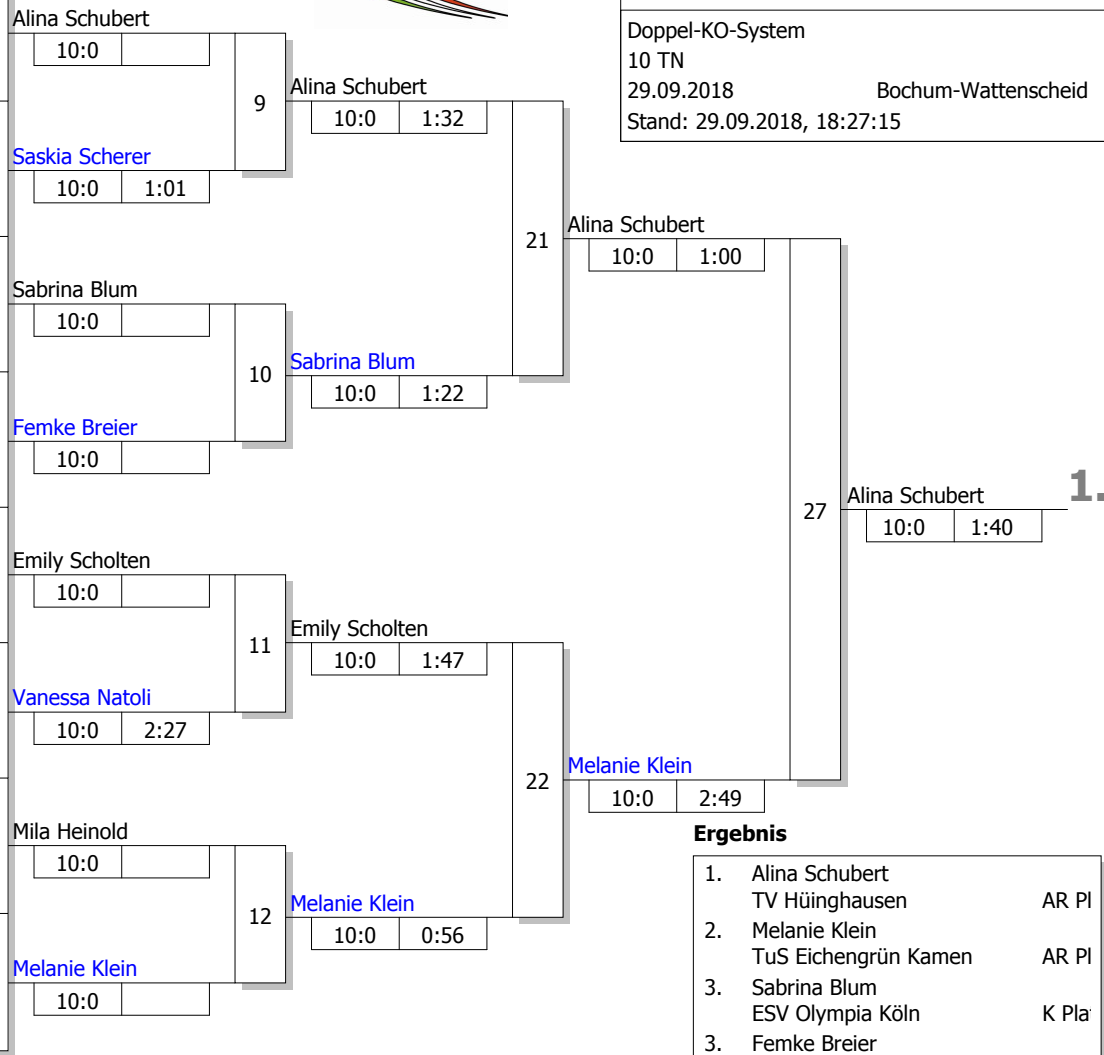 Doppel-KO-System
10 TN
29.09.2018 Bochum-Wattenscheid
Stand: 29.09.2018, 18:27:15
Alina Schubert
10:0
9
Alina Schubert
10:0 1:32
Saskia Scherer
10:0 1:01
21
Alina Schubert
10:0 1:00
Sabrina Blum
10:0
10
Sabrina Blum
10:0 1:22
Femke Breier
10:0
27
Alina Schubert
10:0 1:40
1.
Emily Scholten
10:0
11
Emily Scholten
10:0 1:47
Vanessa Natoli
10:0 2:27
22
Melanie Klein
10:0 2:49
Mila Heinold
10:0
12
Melanie Klein
10:0 0:56
Melanie Klein
10:0
Ergebnis
1. Alina Schubert
TV Hüinghausen AR Pl
2. Melanie Klein
TuS Eichengrün Kamen AR Pl
3. Sabrina Blum
ESV Olympia Köln K Pla
3. Femke Breier